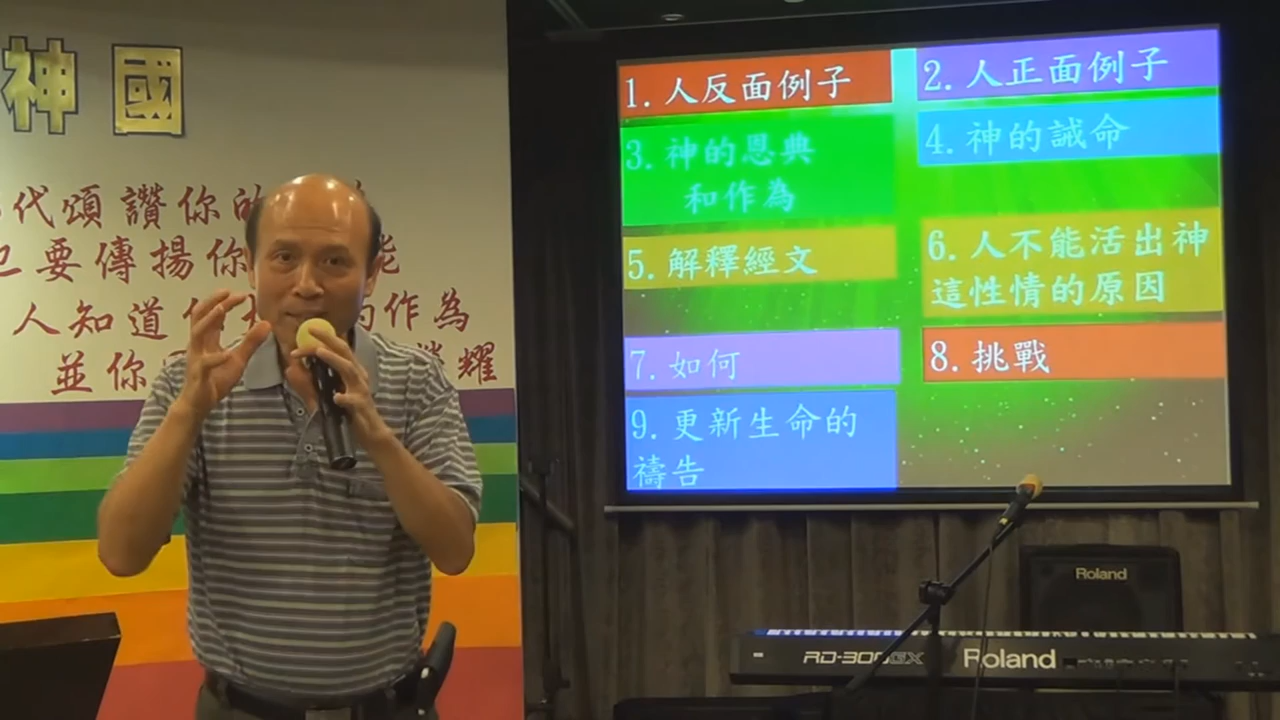 神國
代頌讚你的
要傳揚你 能
人知道 的作為
並你 耀
1.人反面例子
2.人正面例子
3.神的恩典
和作為
4.神的誡命
5.解釋經文
6.人不能活出神
這性情的原因
7.如何
8.挑戰
9.更新生命的
禱告
Roland
RD-300GX
Roland